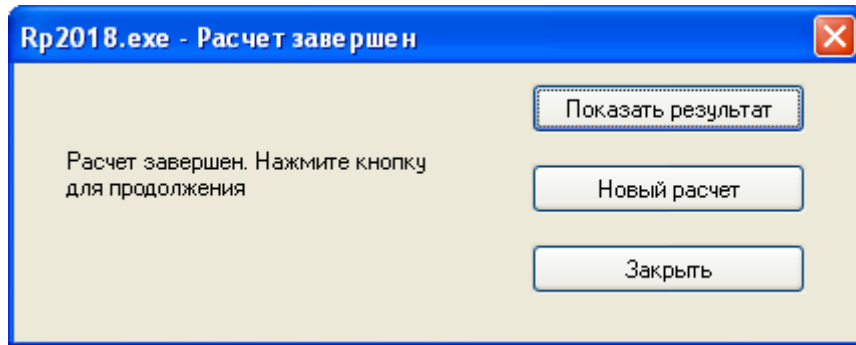 Rp2018.exe - Расчет завершен
Показать результат
Расчет завершен. Нажмите кнопку
для продолжения
Новый расчет
Закрыть